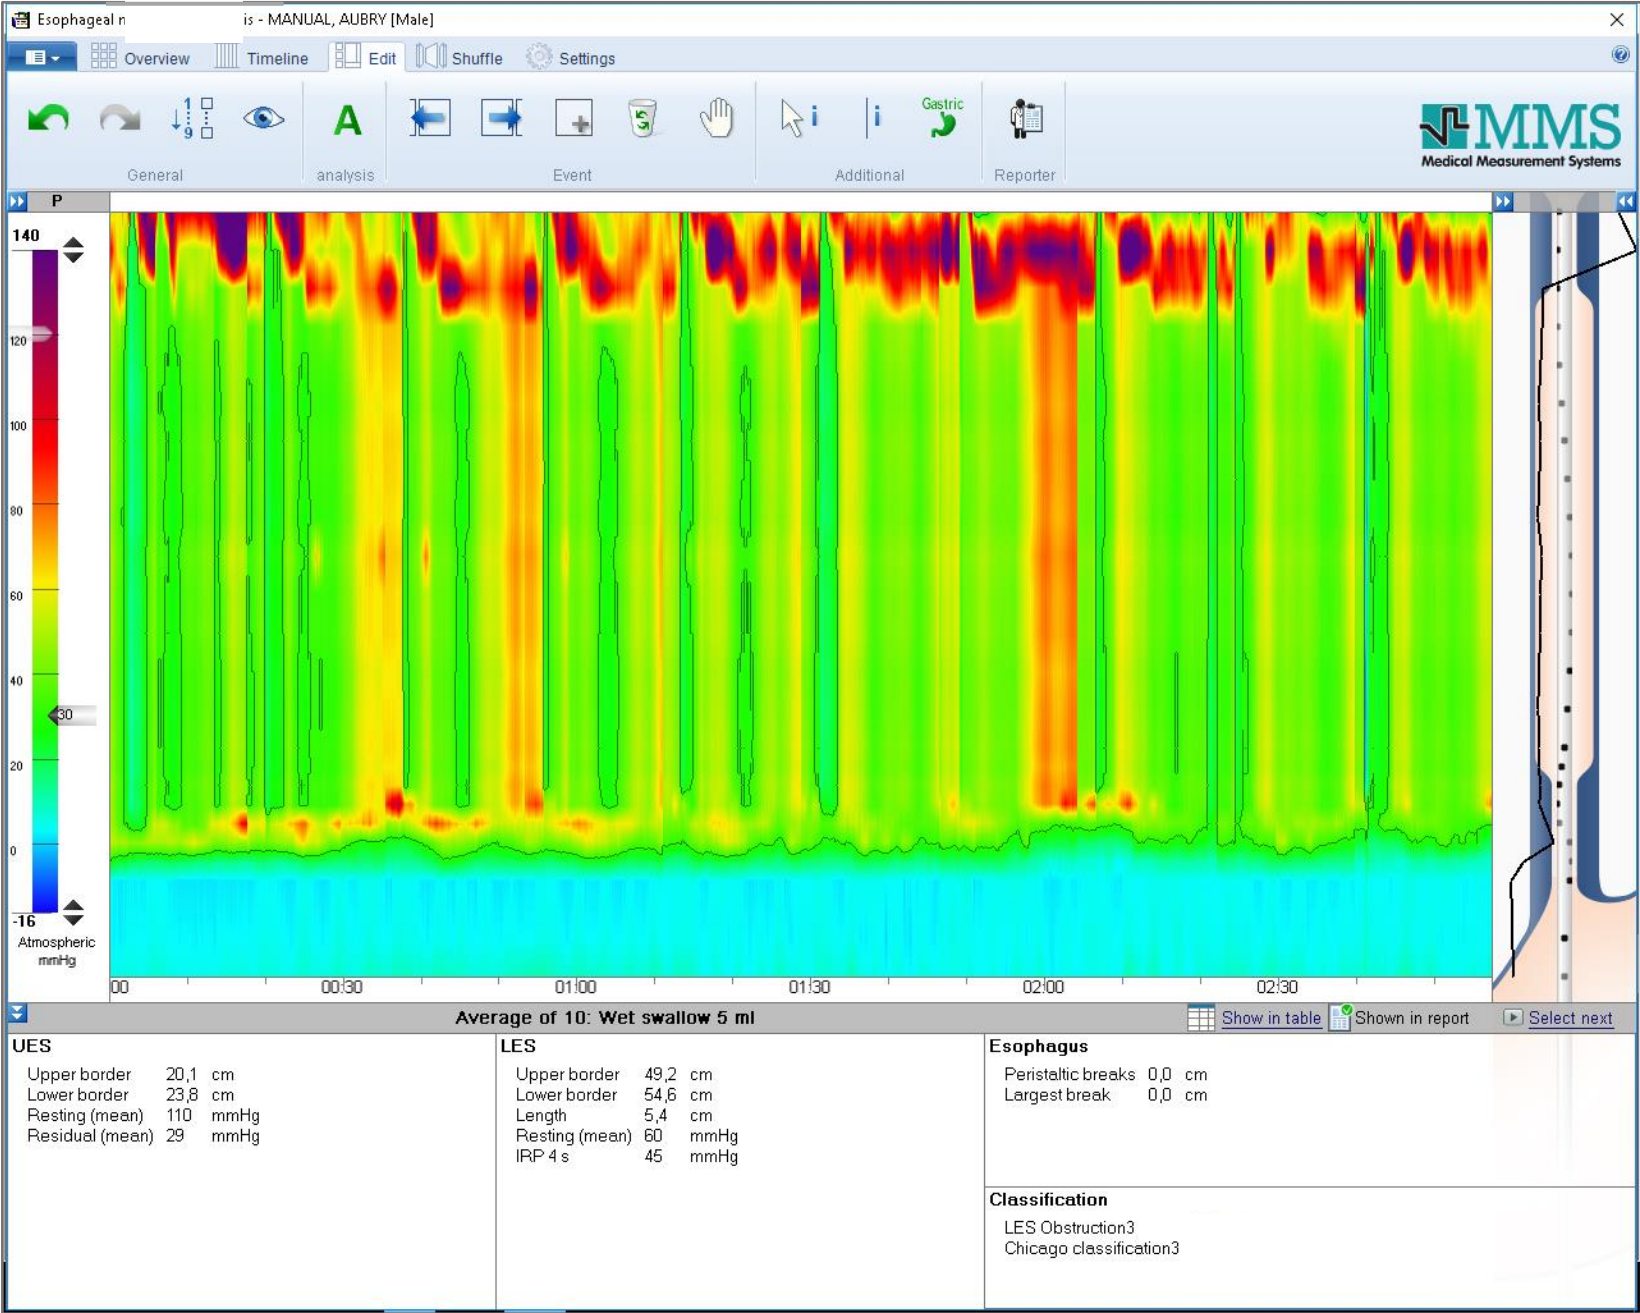 Esophageal n is - MANUAL, AUBRY [Male]
Overview Timeline Edit Shuffle Settings
1
9
A
i
i
Gastric
General analysis Event Additional Reporter
MMS
Medical Measurement Systems
P
140
120
100
80
60
40
30
20
0
-16
Atmospheric
mmHg
00 00:30 01:00 01:30 02:00 02:30
Average of 10: Wet swallow 5 ml
Show in table Shown in report Select next
UES
Upper border 20,1 cm
Lower border 23,8 cm
Resting (mean) 110 mmHg
Residual (mean) 29 mmHg
LES
Upper border 49,2 cm
Lower border 54,6 cm
Length 5,4 cm
Resting (mean) 60 mmHg
IRP 4 s 45 mmHg
Esophagus
Peristaltic breaks 0,0 cm
Largest break 0,0 cm
Classification
LES Obstruction3
Chicago classification3